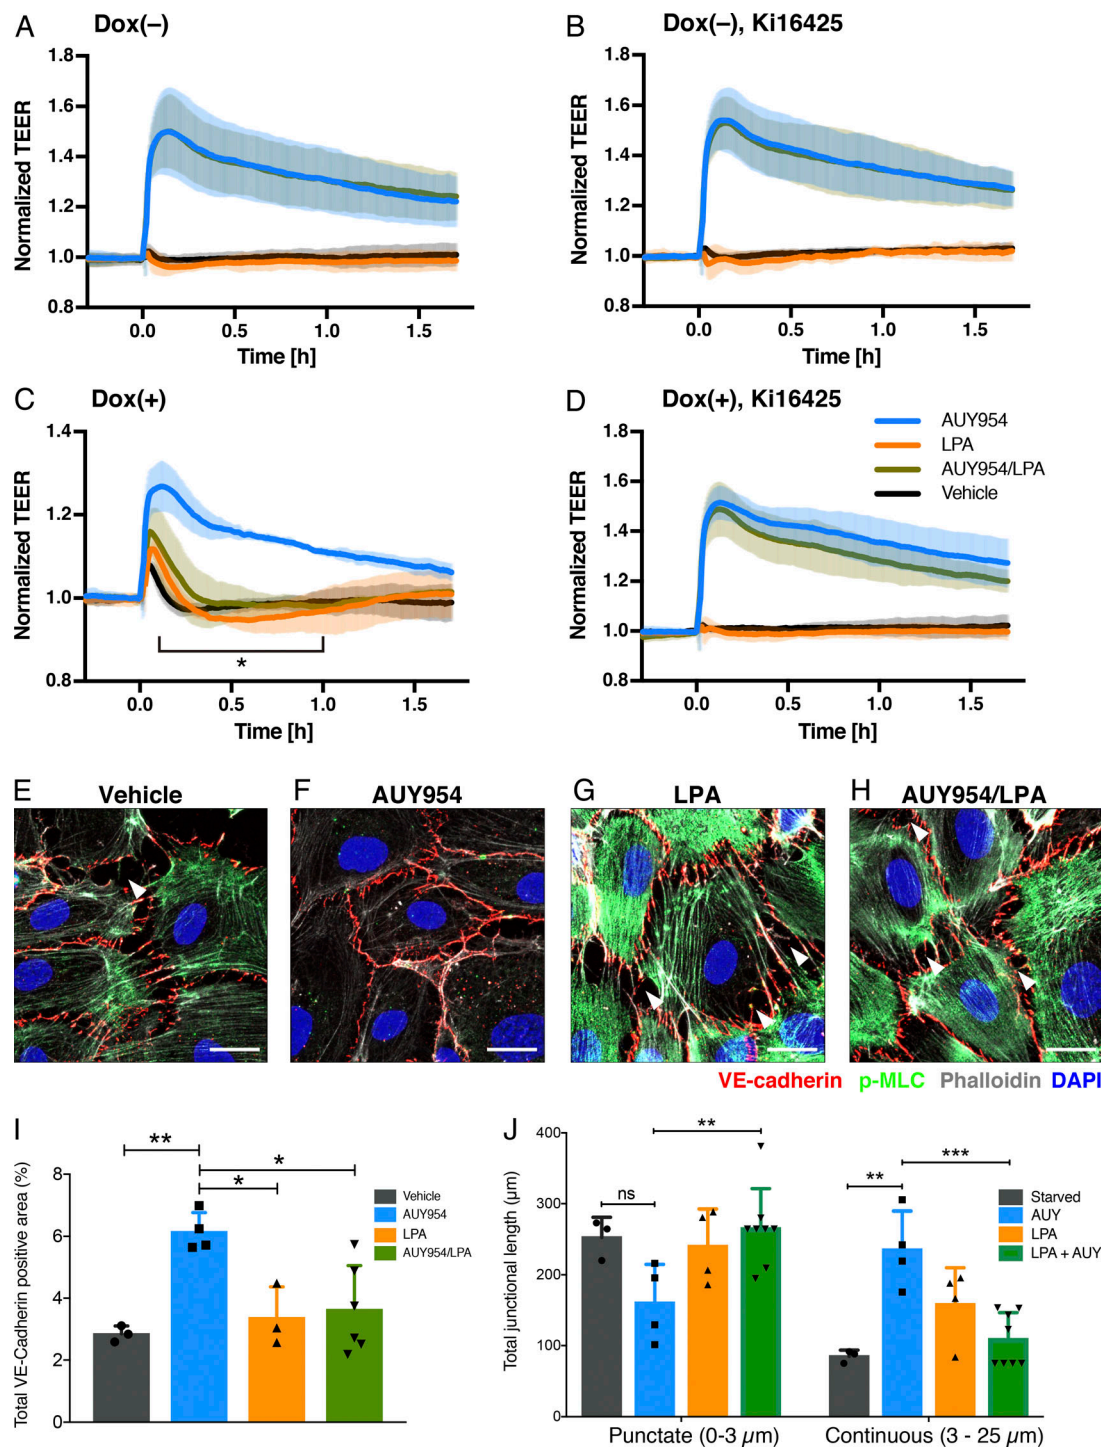 A Dox(–)
Normalized TEER
1.8
1.6
1.4
1.2
1.0
0.8
0.0 0.5 1.0 1.5
Time [h]
B Dox(–), Ki16425
Normalized TEER
1.8
1.6
1.4
1.2
1.0
0.8
0.0 0.5 1.0 1.5
Time [h]
C Dox(+)
Normalized TEER
1.4
1.2
1.0
0.8
*
0.0 0.5 1.0 1.5
Time [h]
D Dox(+), Ki16425
Normalized TEER
1.8
1.6
1.4
1.2
1.0
0.8
AUY954
LPA
AUY954/LPA
Vehicle
0.0 0.5 1.0 1.5
Time [h]
E Vehicle
F AUY954
G LPA
H AUY954/LPA
VE-cadherin p-MLC Phalloidin DAPI
I
Total VE-Cadherin positive area (%)
8
6
4
2
0
**
*
*
Vehicle
AUY954
LPA
AUY954/LPA
J
Total junctional length (µm)
400
300
200
100
0
**
ns
***
**
Starved
AUY
LPA
LPA + AUY
Punctate (0-3 µm) Continuous (3 - 25 µm)